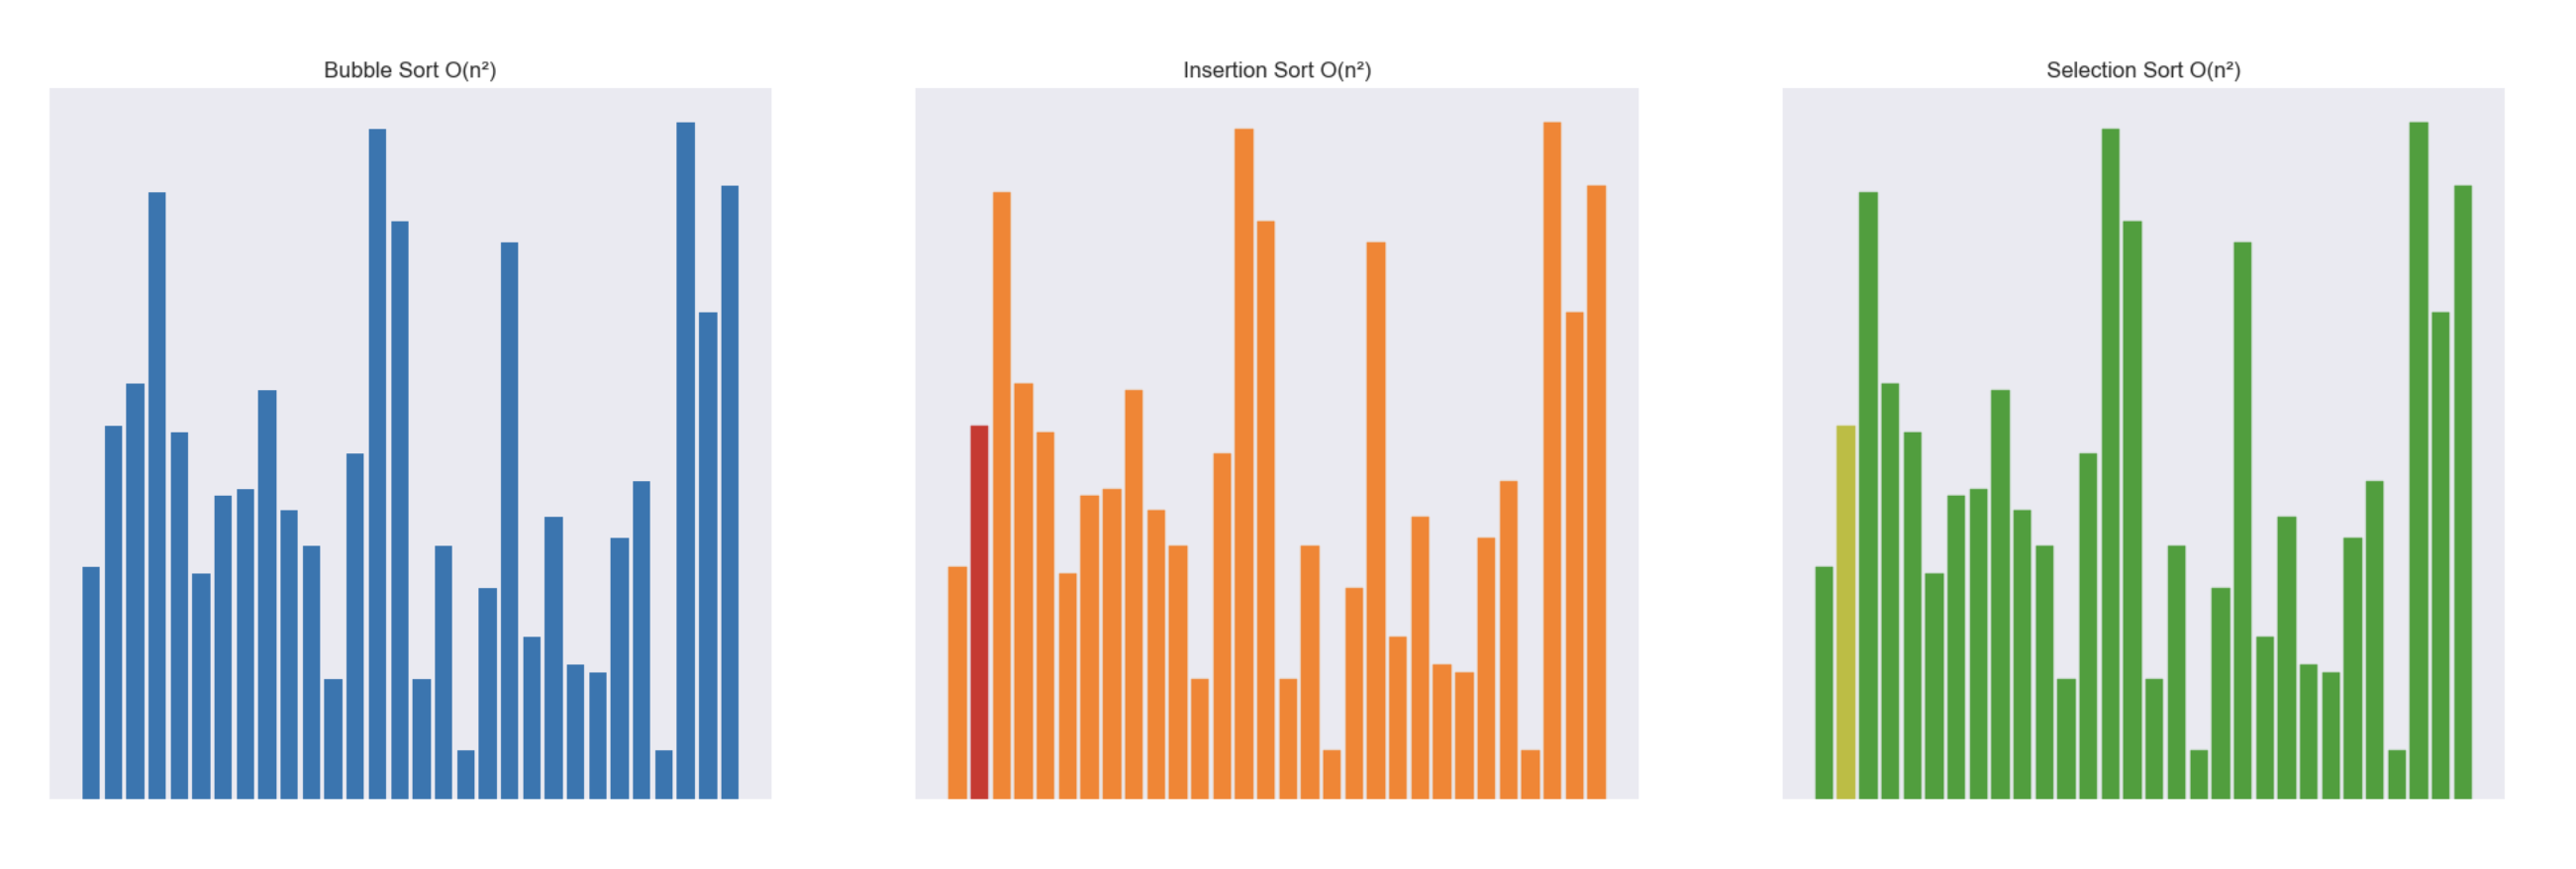 Bubble Sort O(n²)
Insertion Sort O(n²)
Selection Sort O(n²)